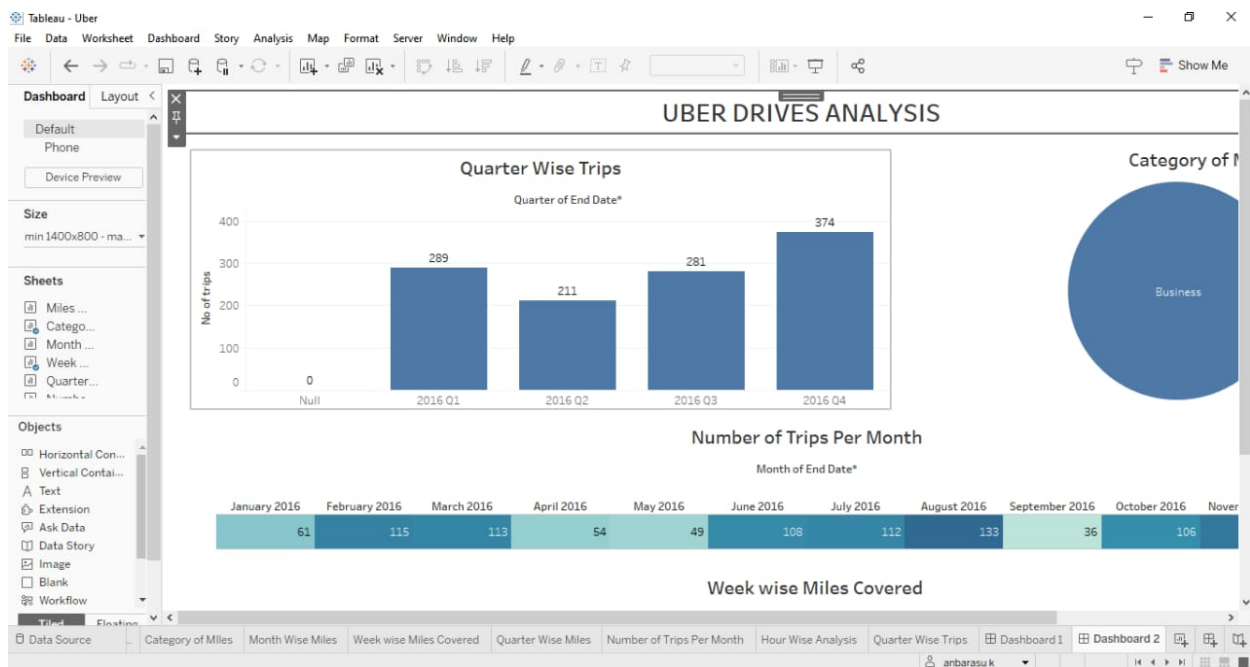 Tableau - Uber
File Data Worksheet Dashboard Story Analysis Map Format Server Window Help
Show Me
Dashboard Layout
Default
Phone
Device Preview
Size
min 1400x800 - ma...
Sheets
Miles ...
Catego...
Month ...
Week ...
Quarter...
Objects
Horizontal Con...
Vertical Contai...
Text
Extension
Ask Data
Data Story
Image
Blank
Workflow
Tiled Floating
UBER DRIVES ANALYSIS
Quarter Wise Trips
Quarter of End Date*
No of trips
400
300
200
100
0
0 289 211 281 374
Null 2016 Q1 2016 Q2 2016 Q3 2016 Q4
Category of M
Business
Number of Trips Per Month
Month of End Date*
January 2016 February 2016 March 2016 April 2016 May 2016 June 2016 July 2016 August 2016 September 2016 October 2016 Nover
61 115 113 54 49 108 112 133 36 106
Week wise Miles Covered
Data Source Category of MIles Month Wise Miles Week wise Miles Covered Quarter Wise Miles Number of Trips Per Month Hour Wise Analysis Quarter Wise Trips Dashboard 1 Dashboard 2
anbarasu k